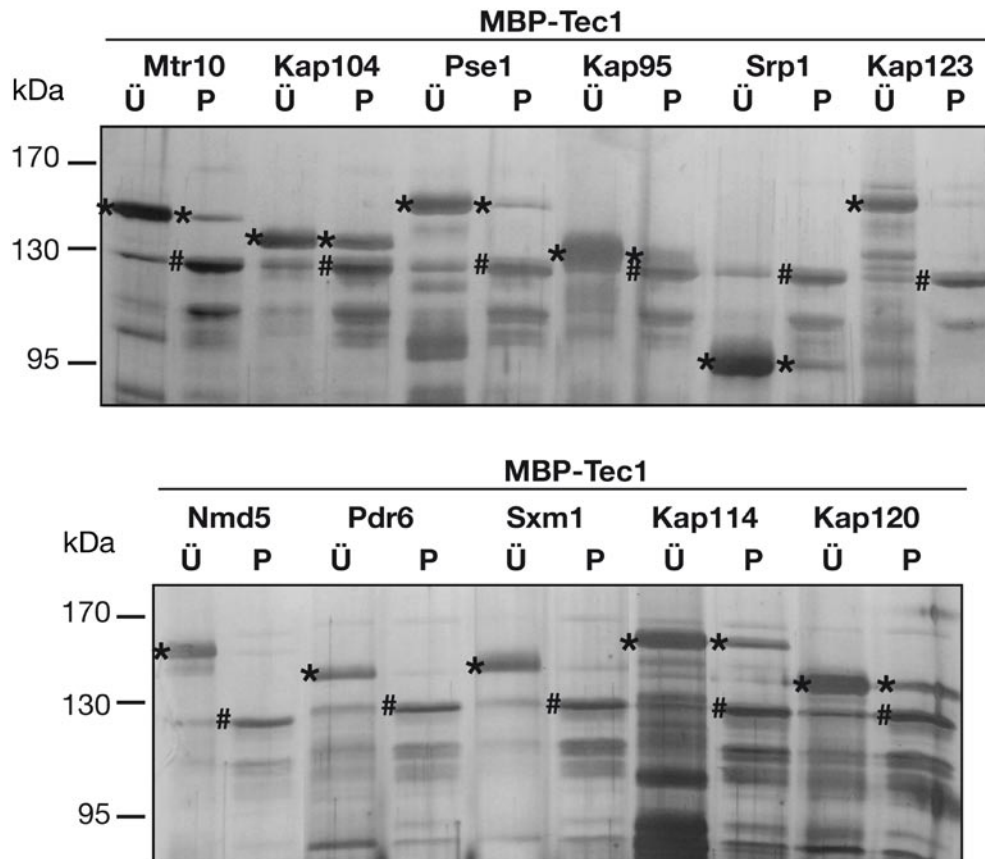 MBP-Tec1
Mtr10 Kap104 Pse1 Kap95 Srp1 Kap123
kDa Ü P Ü P Ü P Ü P Ü P Ü P
170
* * * * *
130 * * * *
# # # # # #
95 * *
MBP-Tec1
Nmd5 Pdr6 Sxm1 Kap114 Kap120
kDa Ü P Ü P Ü P Ü P Ü P
170
* * * * * * *
130 # # # # #
95